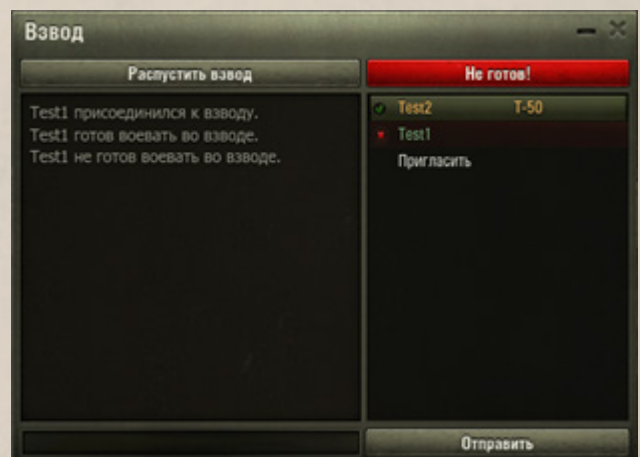 Взвод
Распустить взвод
Не готов!
Test1 присоединился к взводу.
Test1 готов воевать во взводе.
Test1 не готов воевать во взводе.
Test2 T-50
Test1
Пригласить
Отправить